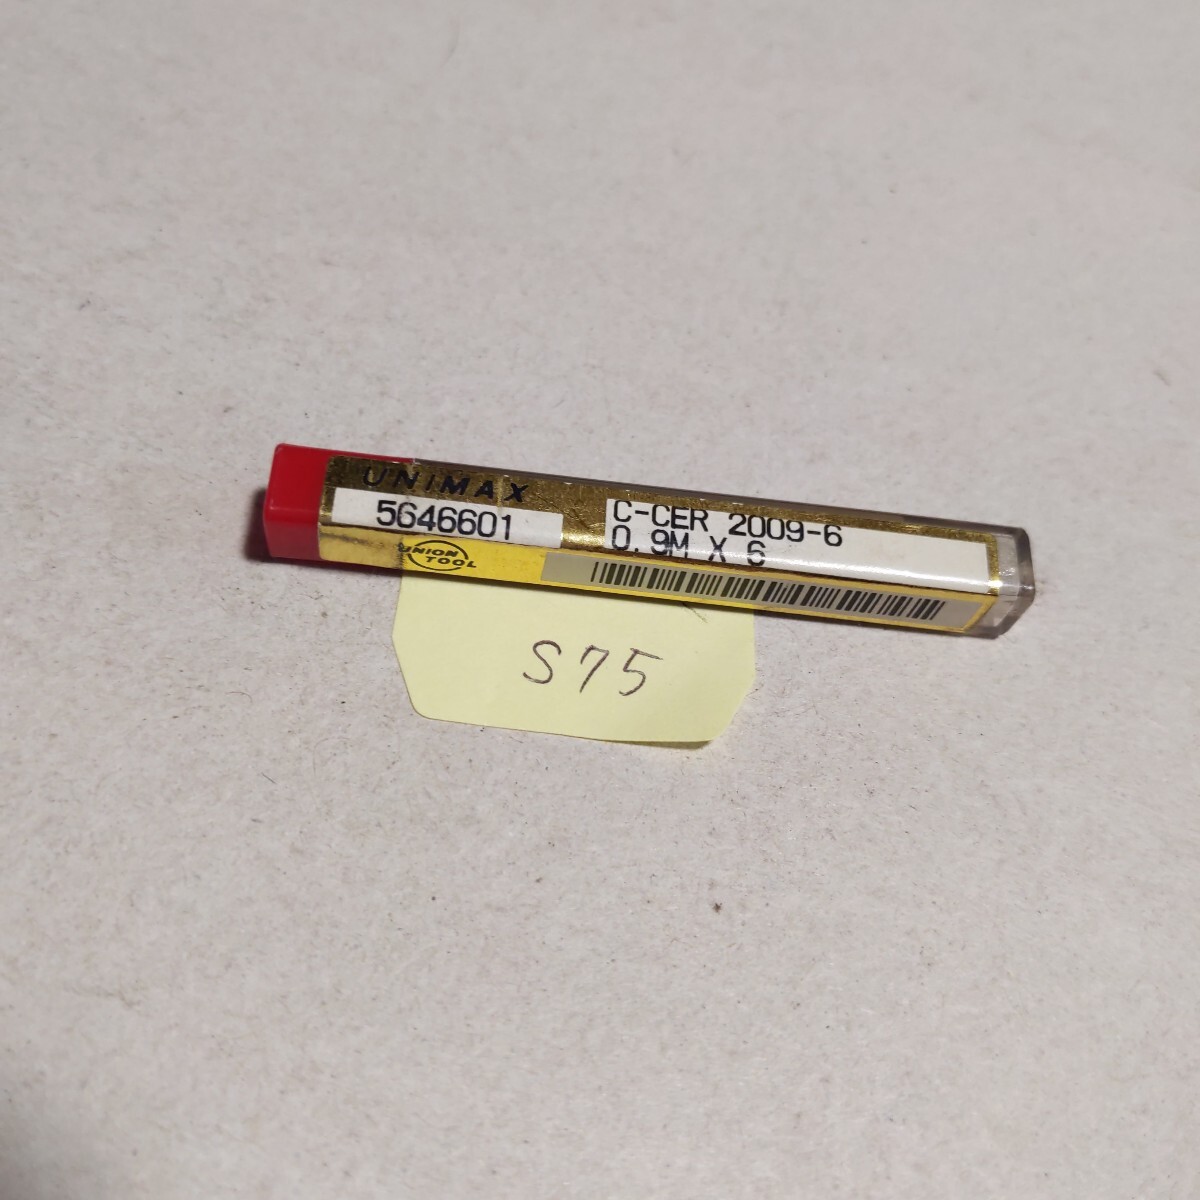 UNIMAX
5646601
C-CER 2009-6
0.9M X 6
UNION
TOOL
S75